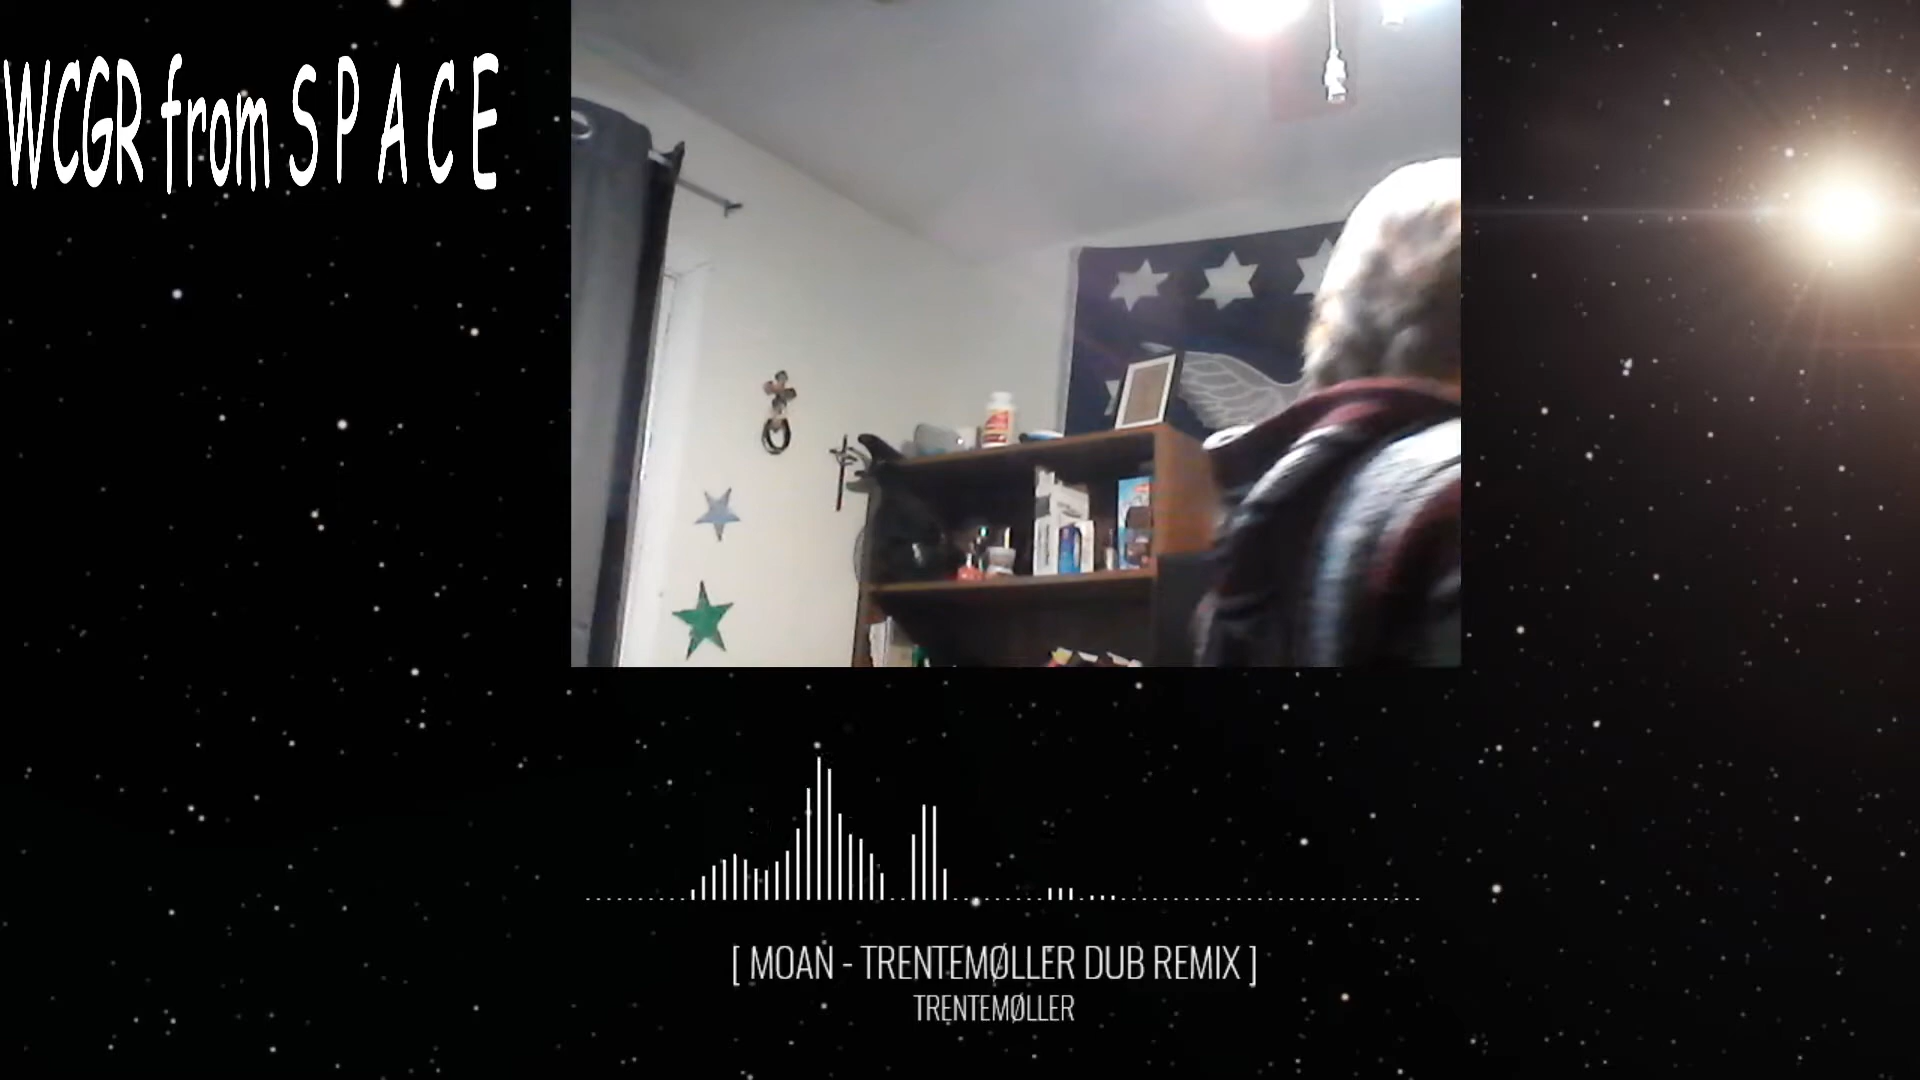 WCGR from S P A C E
[ MOAN - TRENTEMØLLER DUB REMIX ]
TRENTEMØLLER